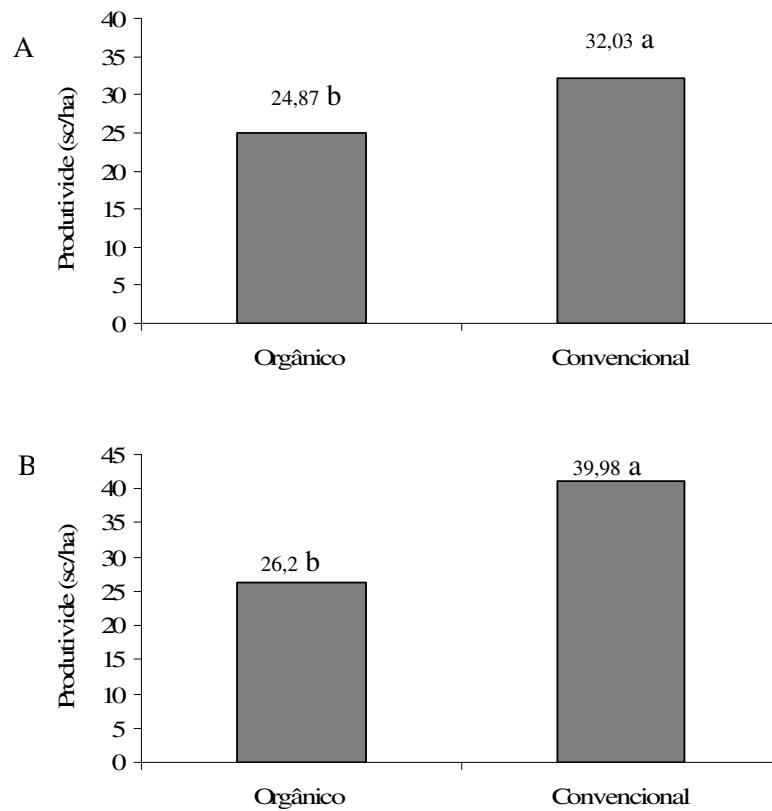 A
Produtivide (sc/ha)
40
35
30
25
20
15
10
5
0
24,87 b
32,03 a
Orgânico
Convencional
B
Produtivide (sc/ha)
45
40
35
30
25
20
15
10
5
0
26,2 b
39,98 a
Orgânico
Convencional